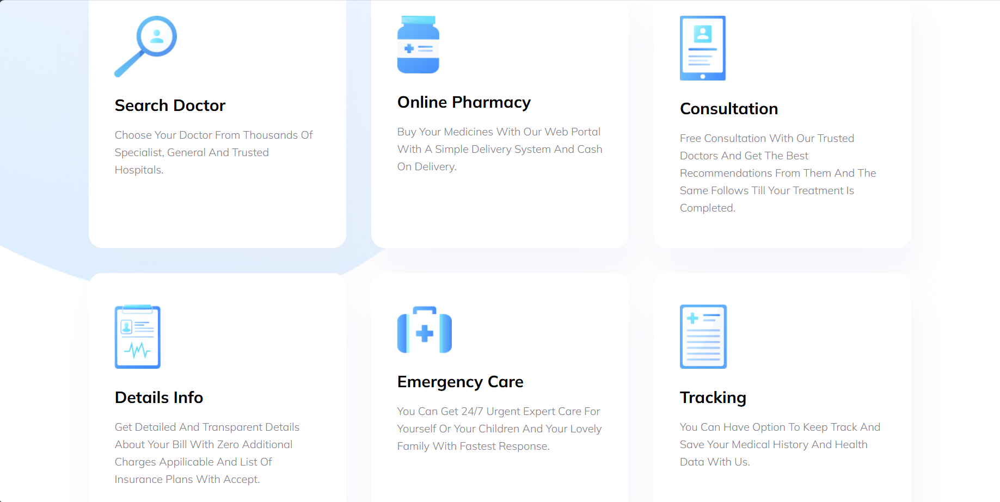 Search Doctor
Choose Your Doctor From Thousands Of
Specialist, General And Trusted
Hospitals.
Online Pharmacy
Buy Your Medicines With Our Web Portal
With A Simple Delivery System And Cash
On Delivery.
Consultation
Free Consultation With Our Trusted
Doctors And Get The Best
Recommendations From Them And The
Same Follows Till Your Treatment Is
Completed.
Details Info
Get Detailed And Transparent Details
About Your Bill With Zero Additional
Charges Appilicable And List Of
Insurance Plans With Accept.
Emergency Care
You Can Get 24/7 Urgent Expert Care For
Yourself Or Your Children And Your Lovely
Family With Fastest Response.
Tracking
You Can Have Option To Keep Track And
Save Your Medical History And Health
Data With Us.